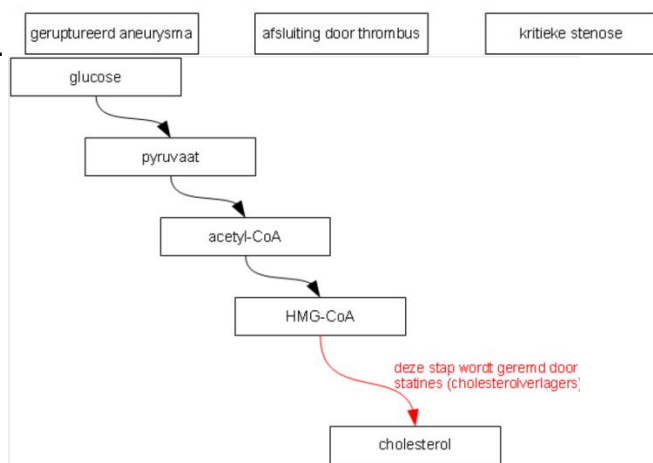 geruptureerd aneurysma
afsluiting door thrombus
kritieke stenose
glucose
pyruvaat
acetyl-CoA
HMG-CoA
deze stap wordt geremd door
statines (cholesterolverlagers)
cholesterol